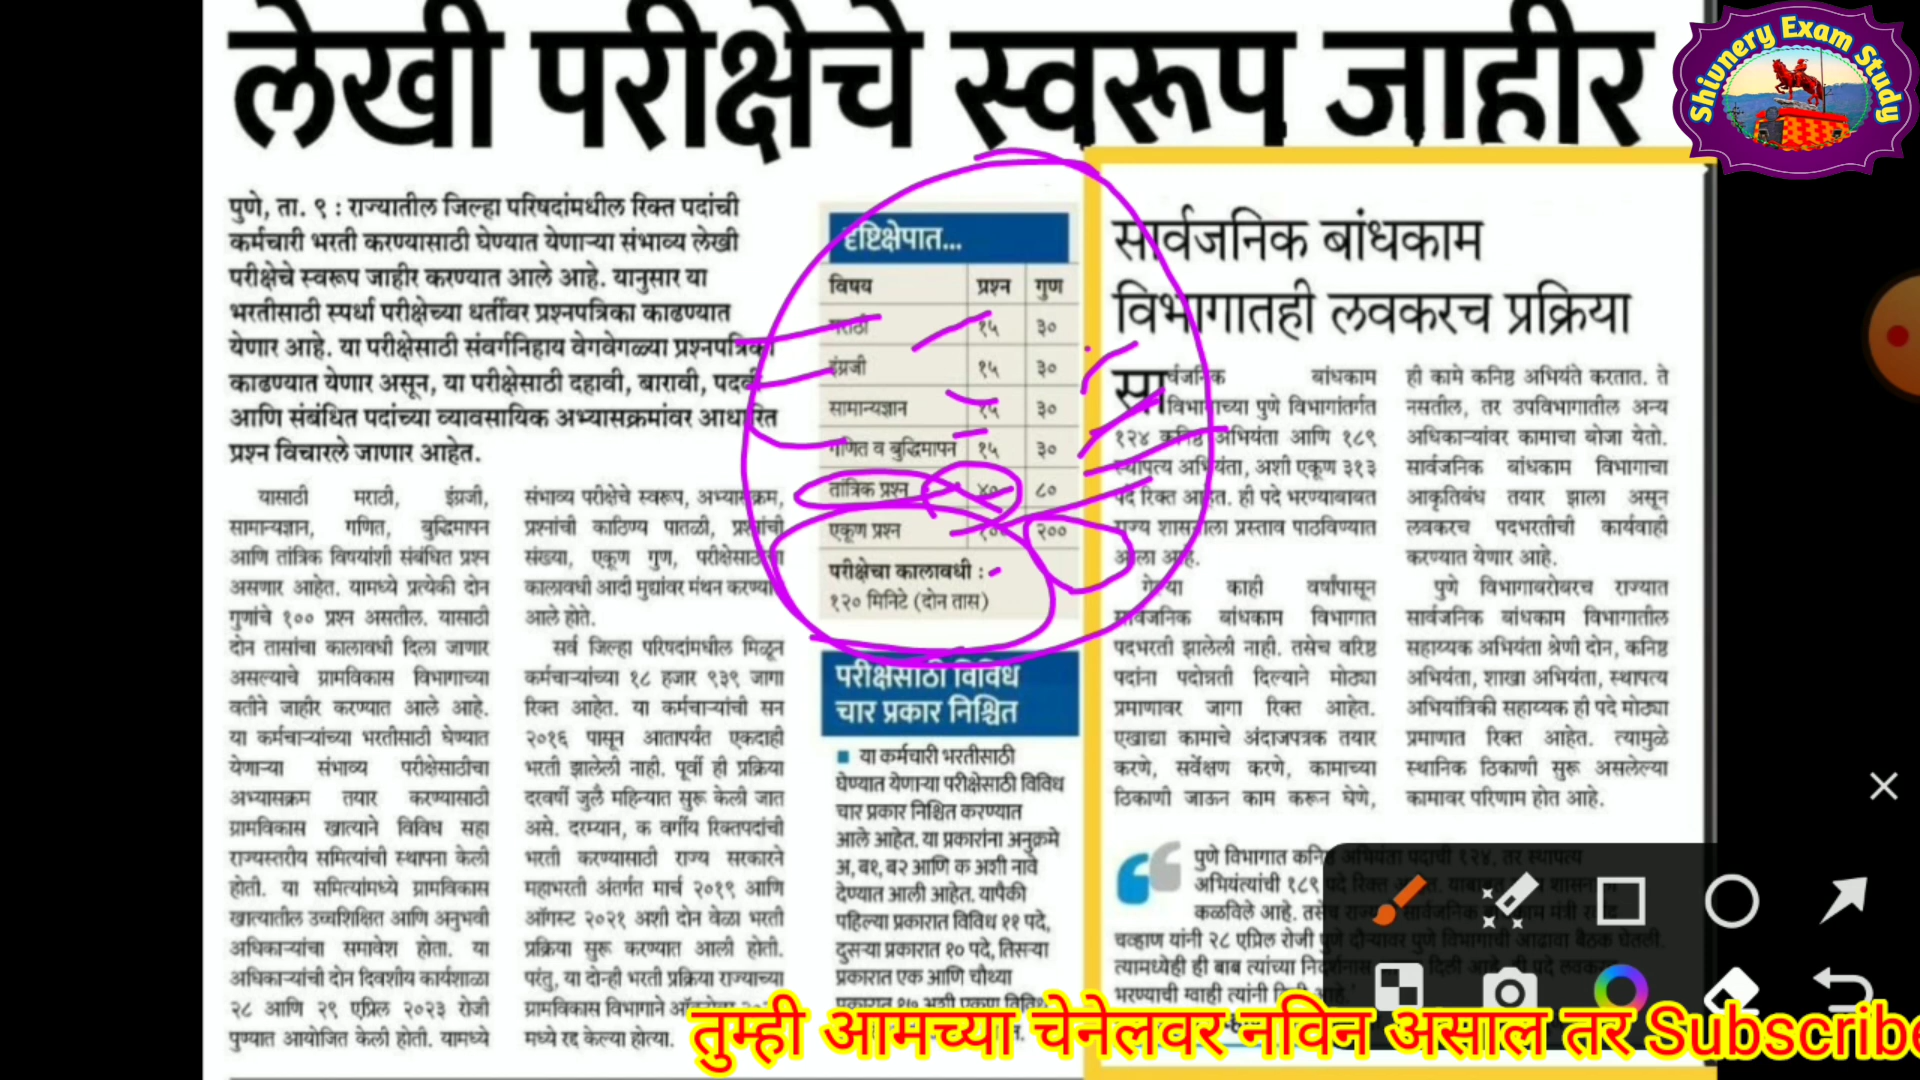 लेखी परीक्षेचे स्वरूप जाहीर
Shivnery Exam Study
पुणे, ता. ९ : राज्यातील जिल्हा परिषदांमधील रिक्त पदांची
कर्मचारी भरती करण्यासाठी घेण्यात येणाऱ्या संभाव्य लेखी
परीक्षेचे स्वरूप जाहीर करण्यात आले आहे. यानुसार या
भरतीसाठी स्पर्धा परीक्षेच्या धर्तीवर प्रश्नपत्रिका काढण्यात
येणार आहे. या परीक्षेसाठी संवर्गनिहाय वेगवेगळ्या प्रश्नपत्रिका
काढण्यात येणार असून, या परीक्षेसाठी दहावी, बारावी, पदवी
आणि संबंधित पदांच्या व्यावसायिक अभ्यासक्रमांवर आधारित
प्रश्न विचारले जाणार आहेत.
यासाठी मराठी, इंग्रजी,
सामान्यज्ञान, गणित, बुद्धिमापन
आणि तांत्रिक विषयांशी संबंधित प्रश्न
असणार आहेत. यामध्ये प्रत्येकी दोन
गुणांचे १०० प्रश्न असतील. यासाठी
दोन तासांचा कालावधी दिला जाणार
असल्याचे ग्रामविकास विभागाच्या
वतीने जाहीर करण्यात आले आहे.
या कर्मचाऱ्यांच्या भरतीसाठी घेण्यात
येणाऱ्या संभाव्य परीक्षेसाठीचा
अभ्यासक्रम तयार करण्यासाठी
ग्रामविकास खात्याने विविध सहा
राज्यस्तरीय समित्यांची स्थापना केली
होती. या समित्यांमध्ये ग्रामविकास
खात्यातील उच्चशिक्षित आणि अनुभवी
अधिकाऱ्यांचा समावेश होता. या
अधिकाऱ्यांची दोन दिवशीय कार्यशाळा
२८ आणि २९ एप्रिल २०२३ रोजी
पुण्यात आयोजित केली होती. यामध्ये
संभाव्य परीक्षेचे स्वरूप, अभ्यासक्रम,
प्रश्नांची काठिण्य पातळी, प्रश्नांची
संख्या, एकूण गुण, परीक्षेसाठीचा
कालावधी आदी मुद्यांवर मंथन करण्यात
आले होते.
सर्व जिल्हा परिषदांमधील मिळून
कर्मचाऱ्यांच्या १८ हजार ९३९ जागा
रिक्त आहेत. या कर्मचाऱ्यांची सन
२०१६ पासून आतापर्यंत एकदाही
भरती झालेली नाही. पूर्वी ही प्रक्रिया
दरवर्षी जुलै महिन्यात सुरू केली जात
असे. दरम्यान, क वर्गीय रिक्तपदांची
भरती करण्यासाठी राज्य सरकारने
महाभरती अंतर्गत मार्च २०१९ आणि
ऑगस्ट २०२१ अशी दोन वेळा भरती
प्रक्रिया सुरू करण्यात आली होती.
परंतु, या दोन्ही भरती प्रक्रिया राज्याच्या
ग्रामविकास विभागाने
मध्ये रद्द केल्या होत्या.
दृष्टिक्षेपात...
विषय प्रश्न गुण
मराठी १५ ३०
इंग्रजी १५ ३०
सामान्यज्ञान १५ ३०
गणित व बुद्धिमापन १५ ३०
तांत्रिक प्रश्न ४० ८०
एकूण प्रश्न १०० २००
परीक्षेचा कालावधी :
१२० मिनिटे (दोन तास)
परीक्षेसाठी विविध
चार प्रकार निश्चित
या कर्मचारी भरतीसाठी
घेण्यात येणाऱ्या परीक्षेसाठी विविध
चार प्रकार निश्चित करण्यात
आले आहेत. या प्रकारांना अनुक्रमे
अ, ब१, ब२ आणि क अशी नावे
देण्यात आली आहेत. यापैकी
पहिल्या प्रकारात विविध ११ पदे,
दुसऱ्या प्रकारात १० पदे, तिसऱ्या
प्रकारात एक आणि चौथ्या
प्रकारात १७ अशी एकूण
सार्वजनिक बांधकाम
विभागातही लवकरच प्रक्रिया
सार्वजनिक बांधकाम
विभागाच्या पुणे विभागांतर्गत
१२४ कनिष्ठ अभियंता आणि १८९
स्थापत्य अभियंता, अशी एकूण ३१३
पदे रिक्त आहेत. ही पदे भरण्याबाबत
राज्य शासनाला प्रस्ताव पाठविण्यात
आला आहे.
गेल्या काही वर्षांपासून
सार्वजनिक बांधकाम विभागात
पदभरती झालेली नाही. तसेच वरिष्ठ
पदांना पदोन्नती दिल्याने मोठ्या
प्रमाणावर जागा रिक्त आहेत.
एखाद्या कामाचे अंदाजपत्रक तयार
करणे, सर्वेक्षण करणे, कामाच्या
ठिकाणी जाऊन काम करून घेणे,
ही कामे कनिष्ठ अभियंते करतात. ते
नसतील, तर उपविभागातील अन्य
अधिकाऱ्यांवर कामाचा बोजा येतो.
सार्वजनिक बांधकाम विभागाचा
आकृतिबंध तयार झाला असून
लवकरच पदभरतीची कार्यवाही
करण्यात येणार आहे.
पुणे विभागाबरोबरच राज्यात
सार्वजनिक बांधकाम विभागातील
सहाय्यक अभियंता श्रेणी दोन, कनिष्ठ
अभियंता, शाखा अभियंता, स्थापत्य
अभियांत्रिकी सहाय्यक ही पदे मोठ्या
प्रमाणात रिक्त आहेत. त्यामुळे
स्थानिक ठिकाणी सुरू असलेल्या
कामावर परिणाम होत आहे.
पुणे विभागात कनिष्ठ अभियंता पदाची १२४, तर स्थापत्य
अभियंत्यांची १८९ पदे रिक्त
कळविले आहे. तसेच
चव्हाण यांनी २८ एप्रिल रोजी पुणे दौऱ्यावर पुणे विभागाची आढावा बैठक घेतली.
त्यामध्येही ही बाब त्यांच्या
भरण्याची ग्वाही त्यांनी
तुम्ही आमच्या चेनेलवर नविन असाल तर Subscribe